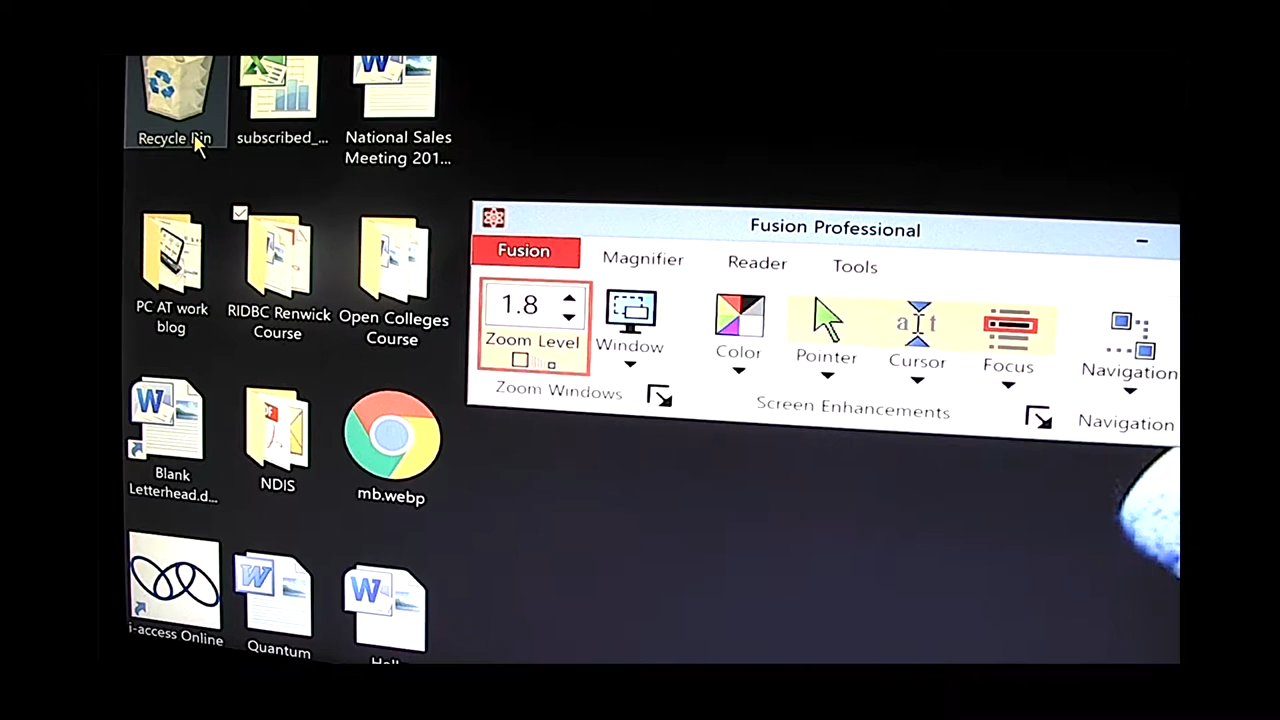 Recycle Bin
subscribed_...
National Sales
Meeting 201...
PC AT work
blog
RIDBC Renwick
Course
Open Colleges
Course
Blank
Letterhead.d...
NDIS
mb.webp
i-access Online
Quantum
Fusion Professional
Fusion
Magnifier
Reader
Tools
1.8
Zoom Level
Window
Color
Pointer
Cursor
Focus
Navigation
Zoom Windows
Screen Enhancements
Navigation